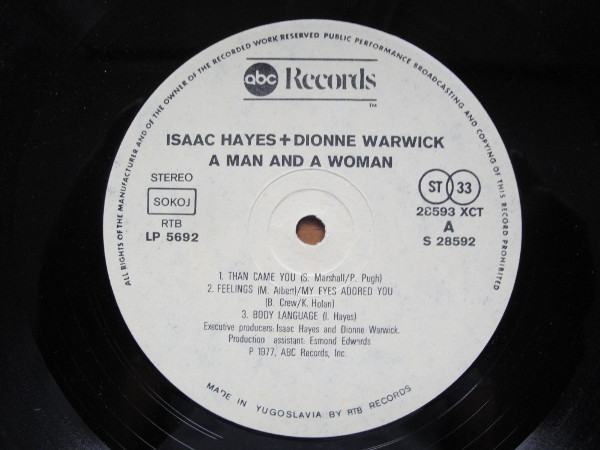 ALL RIGHTS OF THE MANUFACTURER AND OF THE OWNER OF THE RECORDED WORK RESERVED PUBLIC PERFORMANCE BROADCASTING AND COPYING OF THIS RECORD PROHIBITED
abc Records
TM
ISAAC HAYES + DIONNE WARWICK
A MAN AND A WOMAN
STEREO
SOKOJ
RTB
LP 5692
ST 33
28593 XCT
A
S 28592
1. THAN CAME YOU (S. Marshall/P. Pugh)
2. FEELINGS (M. Albert)/MY EYES ADORED YOU
(B. Crew/K. Holan)
3. BODY LANGUAGE (I. Hayes)
Executive producers: Isaac Hayes and Dionne Warwick.
Production assistant: Esmond Edwards
P 1977, ABC Records, Inc.
MADE IN YUGOSLAVIA BY RTB RECORDS